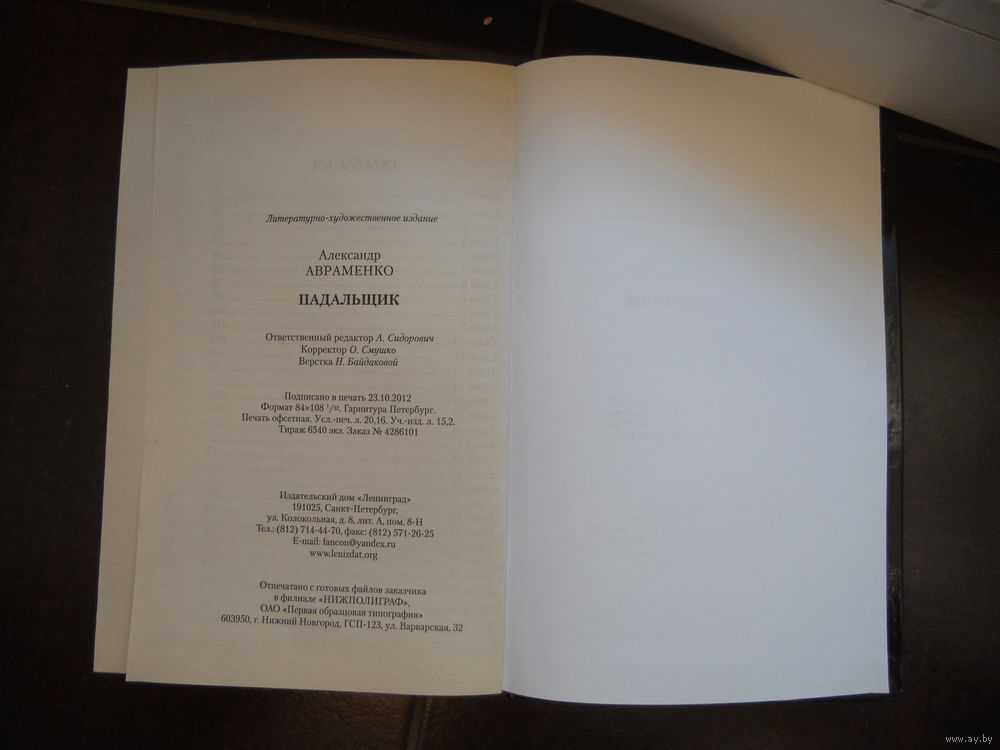 Литературно-художественное издание
Александр
АВРАМЕНКО
ПАДАЛЬЩИК
Ответственный редактор А. Сидорович
Корректор О. Смушко
Верстка Н. Байдаковой
Подписано в печать 23.10.2012
Формат 84×108 1/32. Гарнитура Петербург.
Печать офсетная. Усл.-печ. л. 20,16. Уч.-изд. л. 15,2.
Тираж 6540 экз. Заказ № 4286101
Издательский дом «Ленинград»
191025, Санкт-Петербург,
ул. Колокольная, д. 8, лит. А, пом. 8-Н
Тел.: (812) 714-44-70, факс: (812) 571-26-25
E-mail: fancon@yandex.ru
www.lenizdat.org
Отпечатано с готовых файлов заказчика
в филиале «НИЖПОЛИГРАФ»,
ОАО «Первая образцовая типография»
603950, г. Нижний Новгород, ГСП-123, ул. Варварская, 32
www.ay.by